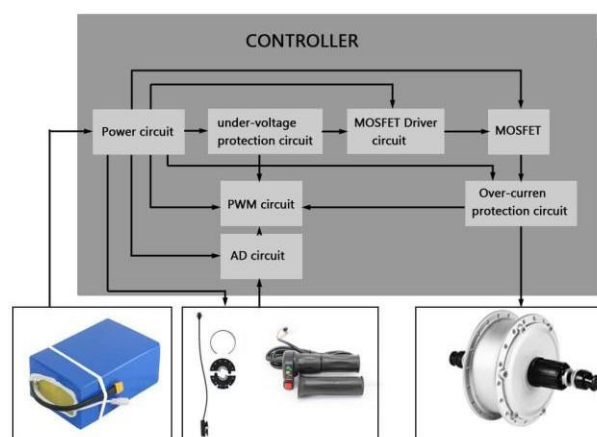 CONTROLLER
Power circuit
under-voltage
protection circuit
MOSFET Driver
circuit
MOSFET
PWM circuit
Over-curren
protection circuit
AD circuit